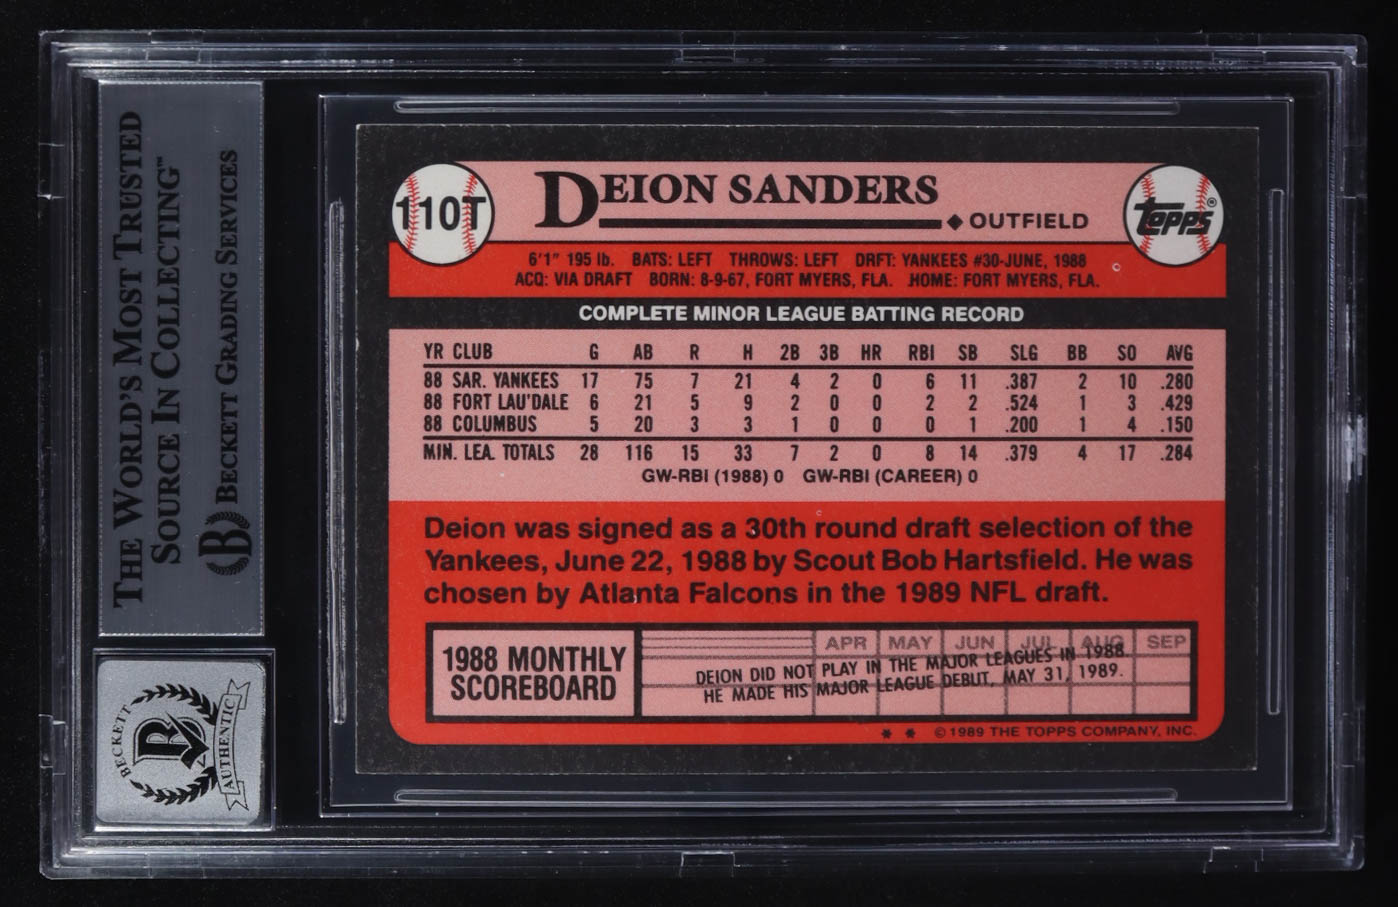 THE WORLD'S MOST TRUSTED
SOURCE IN COLLECTING™
BECKETT GRADING SERVICES
B
BECKETT
B
AUTHENTIC
110T
DEION SANDERS
◆ OUTFIELD
TOPPS®
6'1" 195 lb. BATS: LEFT THROWS: LEFT DRFT: YANKEES #30-JUNE, 1988
ACQ: VIA DRAFT BORN: 8-9-67, FORT MYERS, FLA. HOME: FORT MYERS, FLA.
COMPLETE MINOR LEAGUE BATTING RECORD
YR CLUB G AB R H 2B 3B HR RBI SB SLG BB SO AVG
88 SAR. YANKEES 17 75 7 21 4 2 0 6 11 .387 2 10 .280
88 FORT LAU'DALE 6 21 5 9 2 0 0 2 2 .524 1 3 .429
88 COLUMBUS 5 20 3 3 1 0 0 0 1 .200 1 4 .150
MIN. LEA. TOTALS 28 116 15 33 7 2 0 8 14 .379 4 17 .284
GW-RBI (1988) 0 GW-RBI (CAREER) 0
Deion was signed as a 30th round draft selection of the
Yankees, June 22, 1988 by Scout Bob Hartsfield. He was
chosen by Atlanta Falcons in the 1989 NFL draft.
1988 MONTHLY
SCOREBOARD
APR MAY JUN JUL AUG SEP
DEION DID NOT PLAY IN THE MAJOR LEAGUES IN 1988.
HE MADE HIS MAJOR LEAGUE DEBUT, MAY 31, 1989.
* * ©1989 THE TOPPS COMPANY, INC.